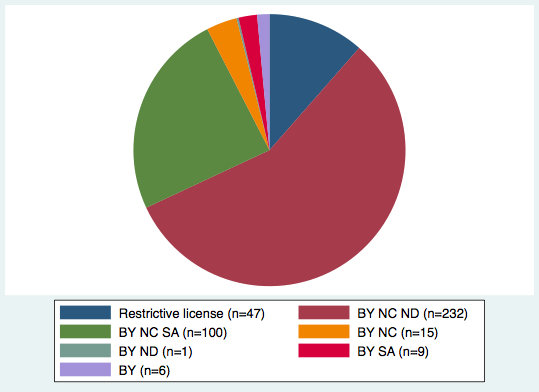 Restrictive license (n=47)
BY NC ND (n=232)
BY NC SA (n=100)
BY NC (n=15)
BY ND (n=1)
BY SA (n=9)
BY (n=6)